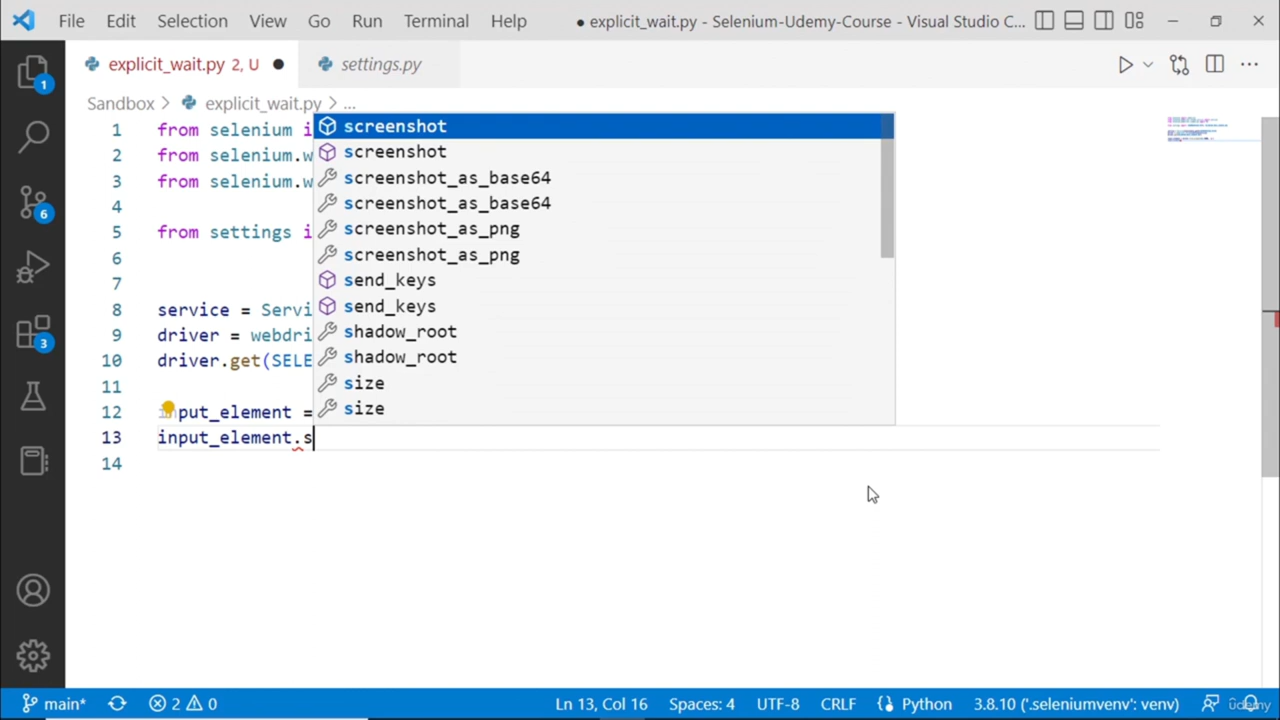 File Edit Selection View Go Run Terminal Help ● explicit_wait.py - Selenium-Udemy-Course - Visual Studio C...
explicit_wait.py 2, U ● settings.py
Sandbox > explicit_wait.py > ...
1 from selenium i
2 from selenium.w
3 from selenium.w
4
5 from settings i
6
7
8 service = Servi
9 driver = webdri
10 driver.get(SELE
11
12 input_element =
13 input_element.s
14
screenshot
screenshot
screenshot_as_base64
screenshot_as_base64
screenshot_as_png
screenshot_as_png
send_keys
send_keys
shadow_root
shadow_root
size
size
1
6
3
main* 2 0 Ln 13, Col 16 Spaces: 4 UTF-8 CRLF Python 3.8.10 ('.seleniumvenv': venv)
ûdemy